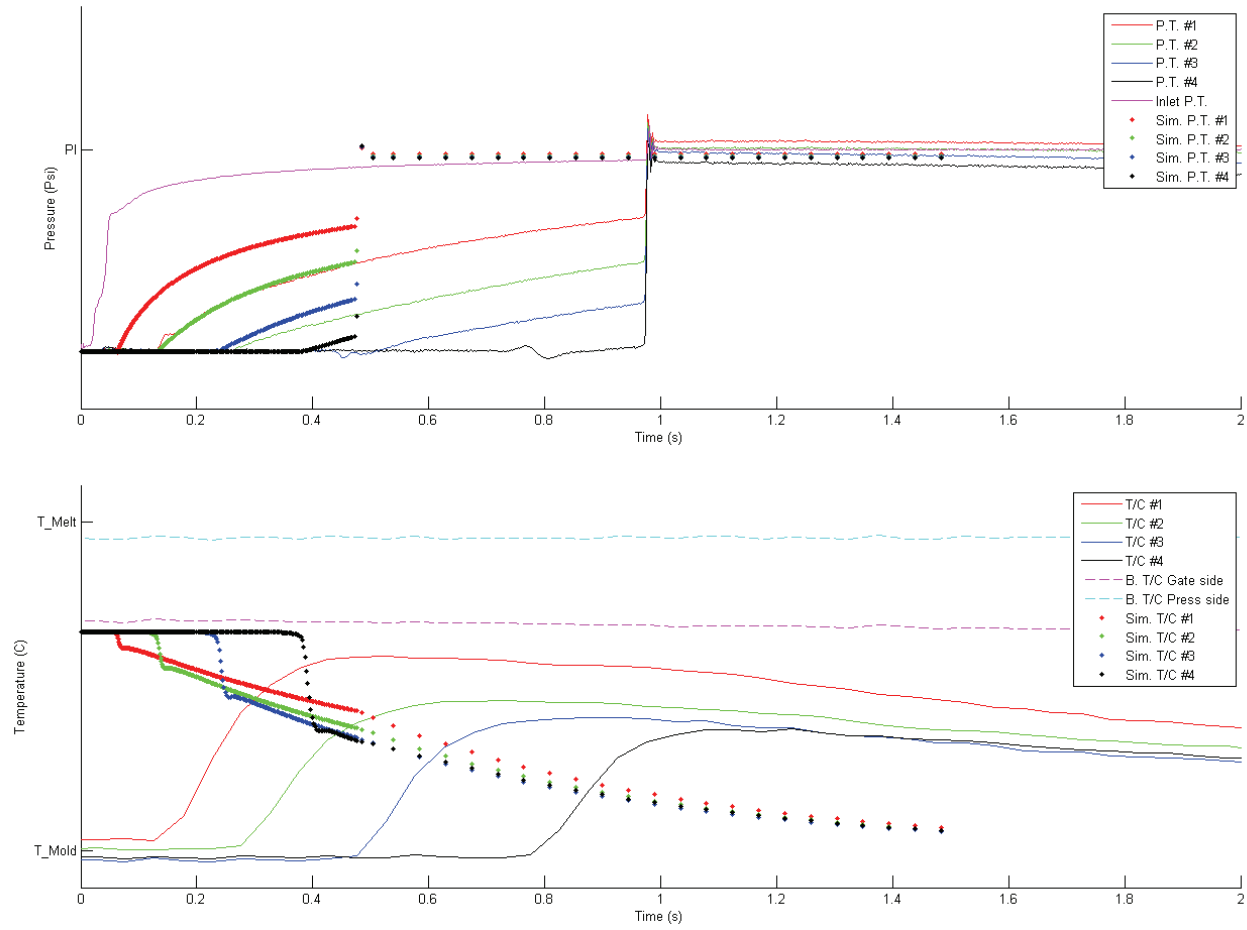 P.T. #1
P.T. #2
P.T. #3
P.T. #4
Inlet P.T.
Sim. P.T. #1
Sim. P.T. #2
Sim. P.T. #3
Sim. P.T. #4
PI
Pressure (Psi)
0 0.2 0.4 0.6 0.8 1 1.2 1.4 1.6 1.8 2
Time (s)
T/C #1
T/C #2
T/C #3
T/C #4
B. T/C Gate side
B. T/C Press side
Sim. T/C #1
Sim. T/C #2
Sim. T/C #3
Sim. T/C #4
T_Melt
Temperature (C)
T_Mold
0 0.2 0.4 0.6 0.8 1 1.2 1.4 1.6 1.8 2
Time (s)